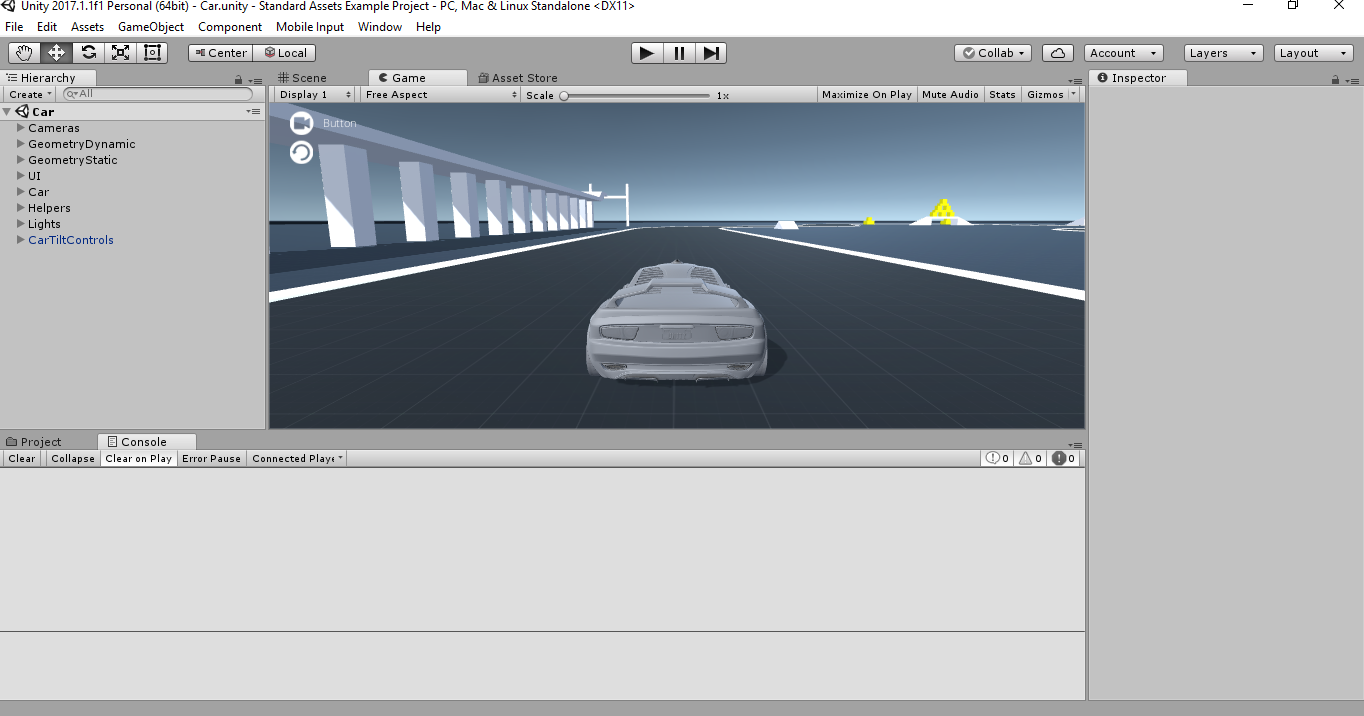 Unity 2017.1.1f1 Personal (64bit) - Car.unity - Standard Assets Example Project - PC, Mac & Linux Standalone <DX11>
File Edit Assets GameObject Component Mobile Input Window Help
Center Local Collab Account Layers Layout
Hierarchy Scene Game Asset Store Inspector
Create All Display 1 Free Aspect Scale 1x Maximize On Play Mute Audio Stats Gizmos
Car
Button
Cameras
GeometryDynamic
GeometryStatic
UI
Car
Helpers
Lights
CarTiltControls
Project Console
Clear Collapse Clear on Play Error Pause Connected Playe 0 0 0